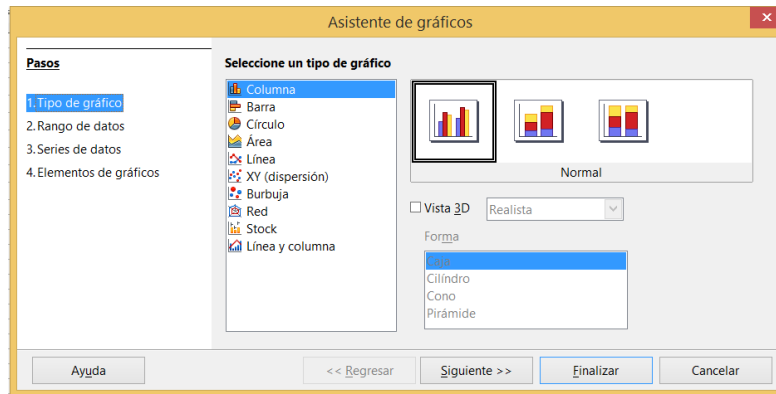 Asistente de gráficos
Pasos
1.Tipo de gráfico
2.Rango de datos
3.Series de datos
4.Elementos de gráficos
Seleccione un tipo de gráfico
Columna
Barra
Círculo
Área
Línea
XY (dispersión)
Burbuja
Red
Stock
Línea y columna
Normal
Vista 3D
Realista
Forma
Caja
Cilíndro
Cono
Pirámide
Ayuda
<< Regresar
Siguiente >>
Finalizar
Cancelar